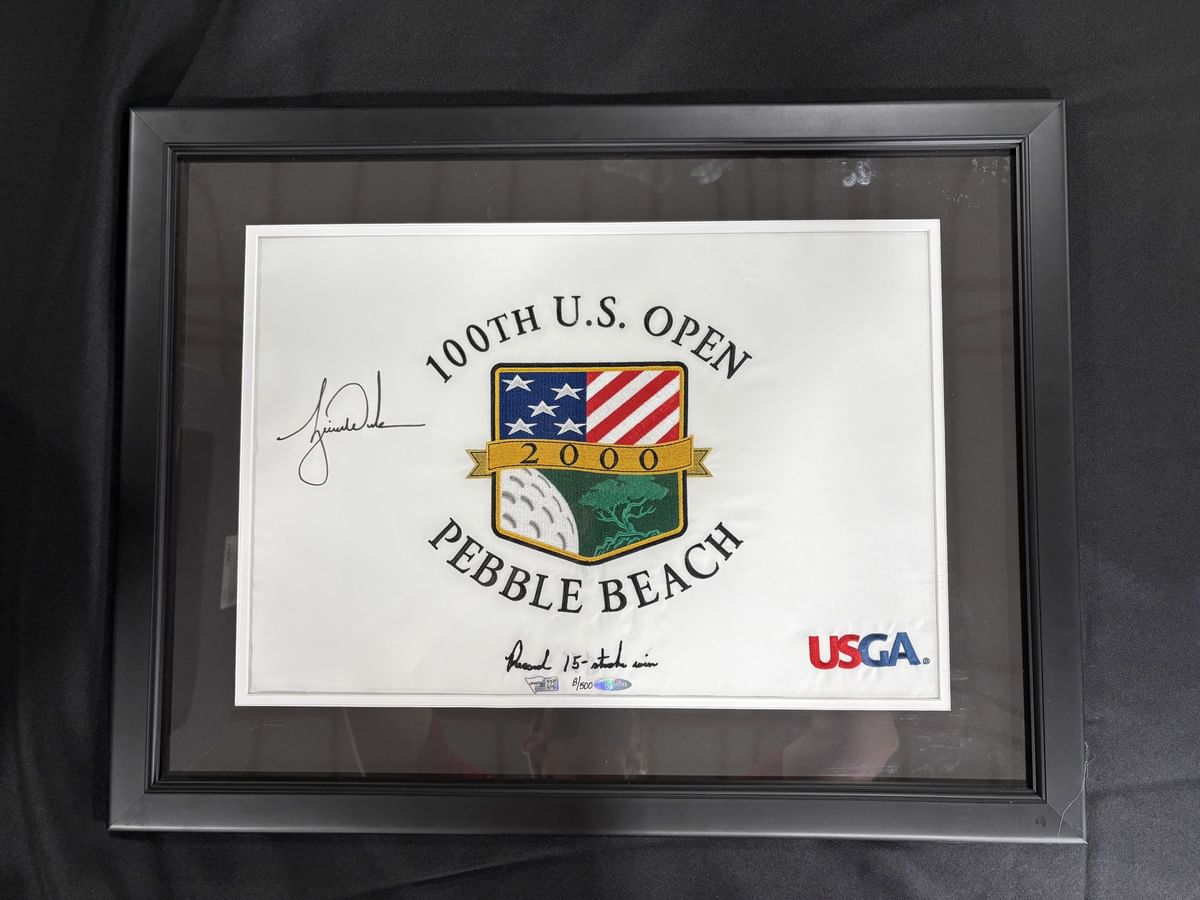 100TH U.S. OPEN
2000
PEBBLE BEACH
Record 15-stroke win
8/500
USGA®